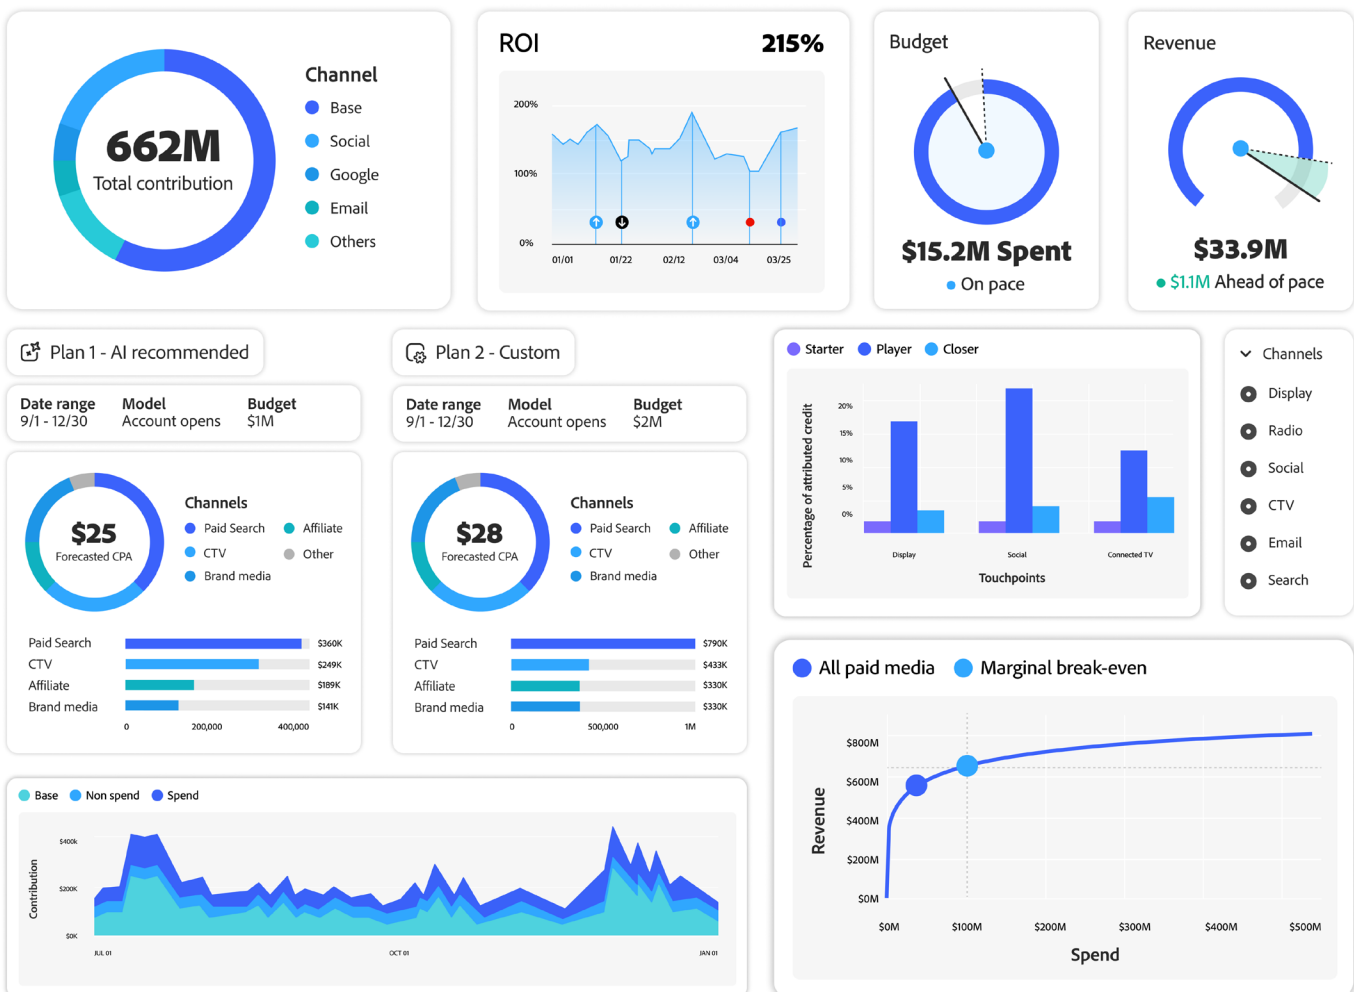 662M
Total contribution
Channel
Base
Social
Google
Email
Others
ROI
215%
200%
100%
0%
01/01
01/22
02/12
03/04
03/25
Budget
$15.2M Spent
On pace
Revenue
$33.9M
$1.1M Ahead of pace
Plan 1 - AI recommended
Date range
9/1 - 12/30
Model
Account opens
Budget
$1M
$25
Forecasted CPA
Channels
Paid Search
CTV
Brand media
Affiliate
Other
Paid Search
$360K
CTV
$249K
Affiliate
$189K
Brand media
$141K
0
200,000
400,000
Plan 2 - Custom
Date range
9/1 - 12/30
Model
Account opens
Budget
$2M
$28
Forecasted CPA
Channels
Paid Search
CTV
Brand media
Affiliate
Other
Paid Search
$790K
CTV
$433K
Affiliate
$330K
Brand media
$330K
0
500,000
1M
Starter
Player
Closer
Percentage of attributed credit
20%
15%
10%
5%
0%
Display
Social
Connected TV
Touchpoints
Channels
Display
Radio
Social
CTV
Email
Search
Base
Non spend
Spend
Contribution
$400k
$200K
$0K
JUL 01
OCT 01
JAN 01
All paid media
Marginal break-even
Revenue
$800M
$600M
$400M
$200M
$0M
$0M
$100M
$200M
$300M
$400M
$500M
Spend